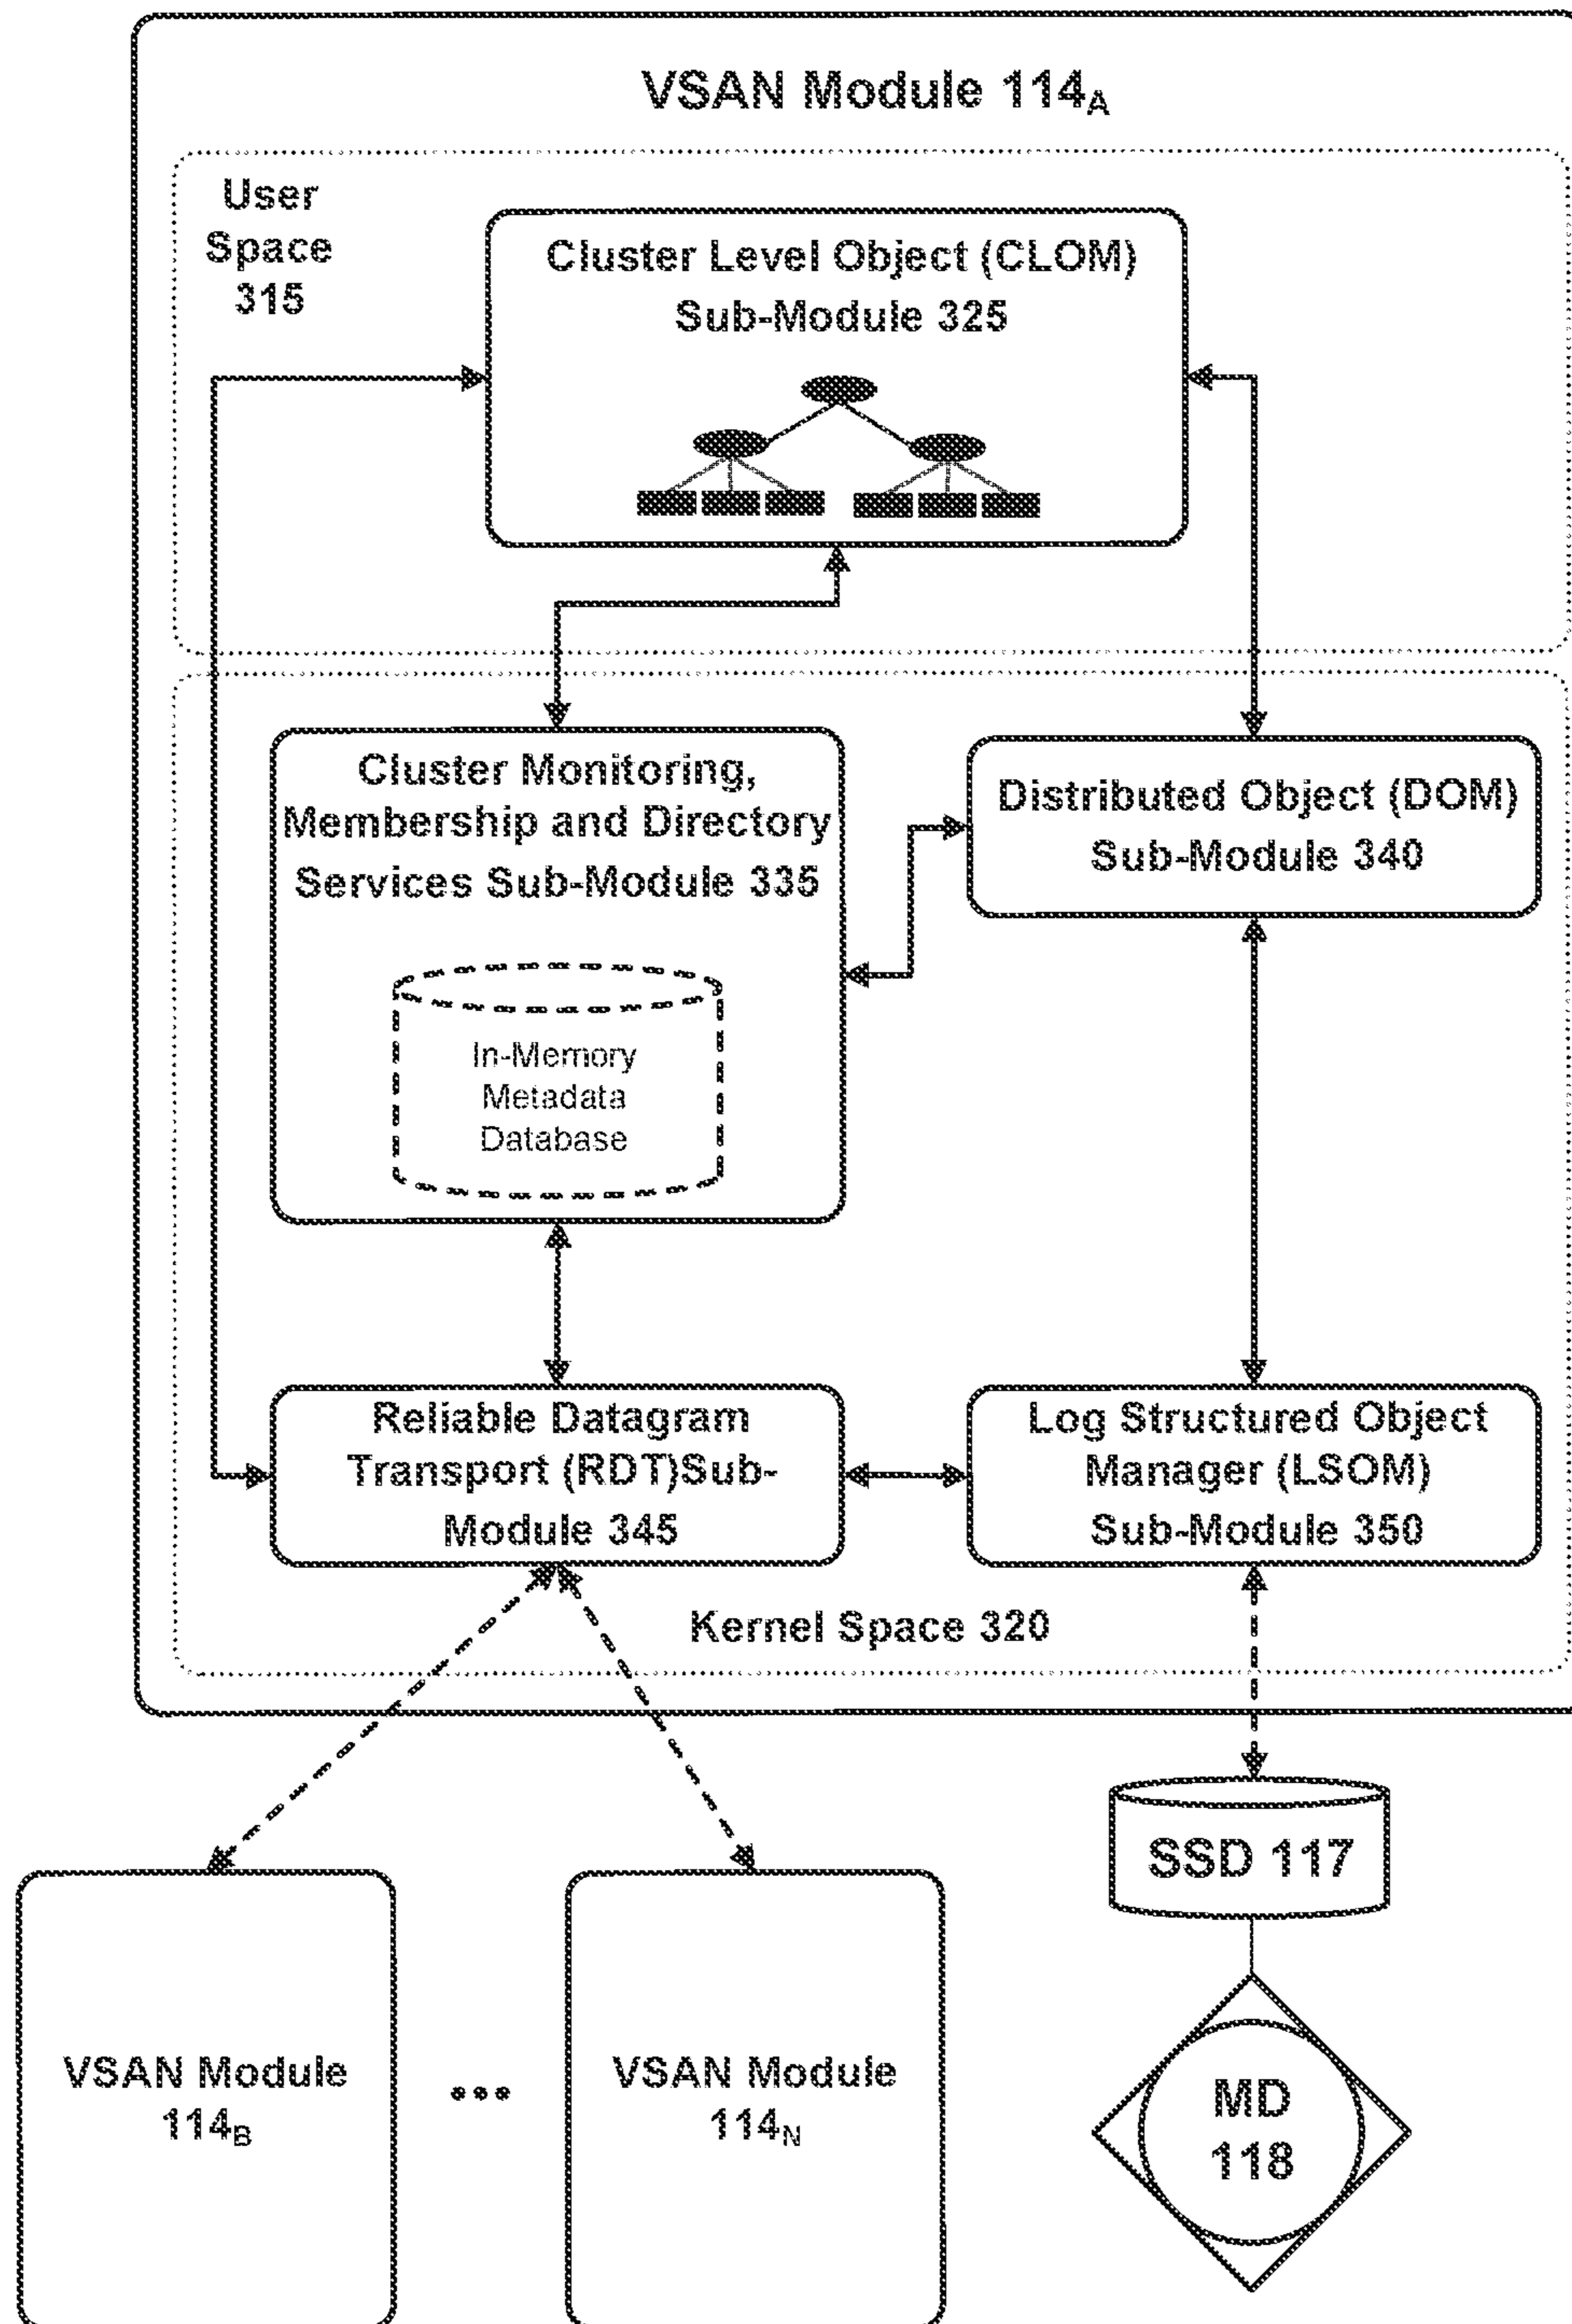 VSAN Module 114A
User
Space
315
Cluster Level Object (CLOM)
Sub-Module 325
Cluster Monitoring,
Membership and Directory
Services Sub-Module 335
In-Memory
Metadata
Database
Distributed Object (DOM)
Sub-Module 340
Reliable Datagram
Transport (RDT)Sub-
Module 345
Log Structured Object
Manager (LSOM)
Sub-Module 350
Kernel Space 320
SSD 117
VSAN Module
114B
...
VSAN Module
114N
MD
118